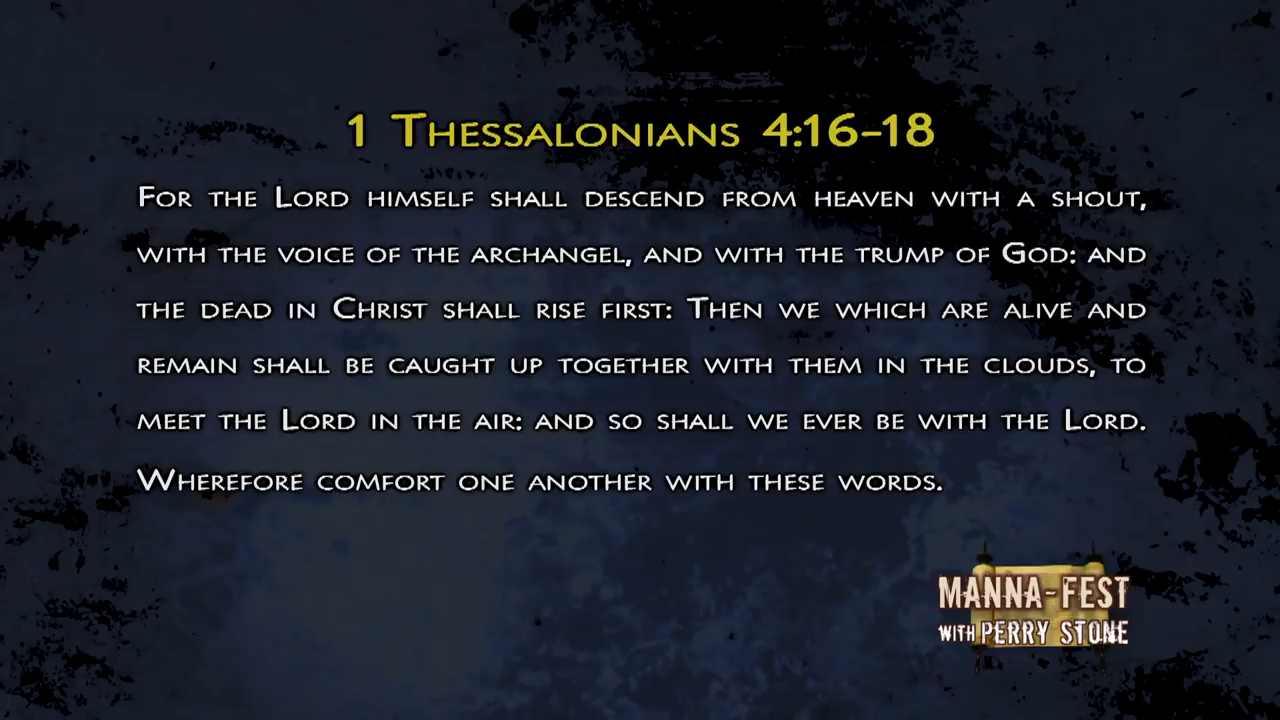 1 Thessalonians 4:16-18
For the Lord himself shall descend from heaven with a shout,
with the voice of the archangel, and with the trump of God: and
the dead in Christ shall rise first: Then we which are alive and
remain shall be caught up together with them in the clouds, to
meet the Lord in the air: and so shall we ever be with the Lord.
Wherefore comfort one another with these words.
MANNA-FEST
WITH PERRY STONE